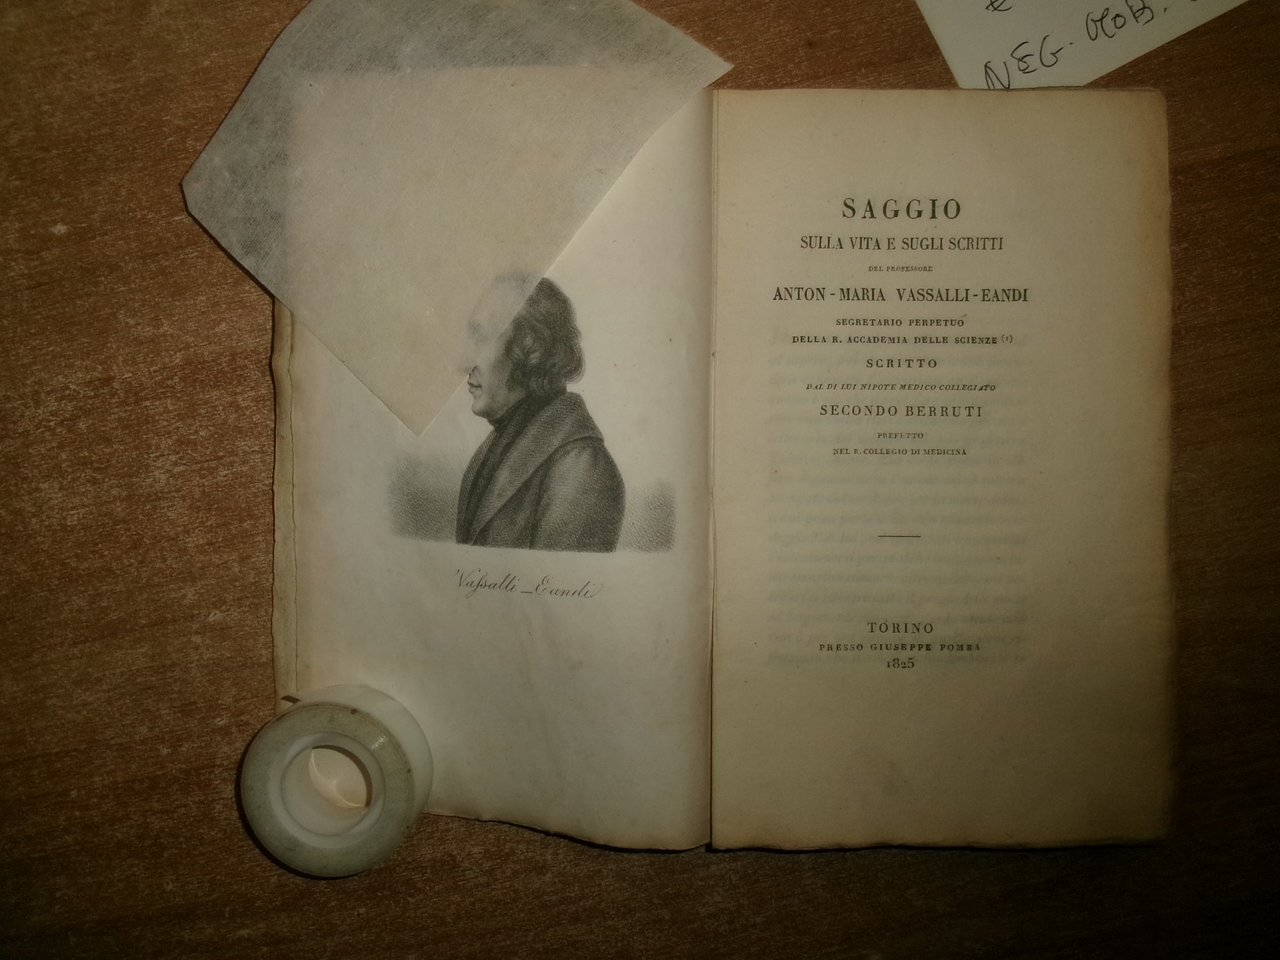 NEG.
Vaſsalli_Eandi
SAGGIO
SULLA VITA E SUGLI SCRITTI
DEL PROFESSORE
ANTON-MARIA VASSALLI-EANDI
SEGRETARIO PERPETUO
DELLA R. ACCADEMIA DELLE SCIENZE (1)
SCRITTO
DAL DI LUI NIPOTE MEDICO COLLEGIATO
SECONDO BERRUTI
PREFETTO
NEL R. COLLEGIO DI MEDICINA
TORINO
PRESSO GIUSEPPE POMBA
1825